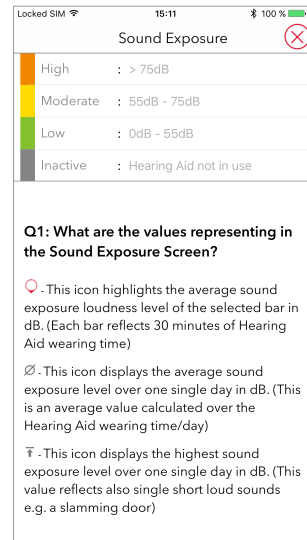 Locked SIM 15:11 100 %
Sound Exposure
High : > 75dB
Moderate : 55dB - 75dB
Low : 0dB - 55dB
Inactive : Hearing Aid not in use
Q1: What are the values representing in
the Sound Exposure Screen?
- This icon highlights the average sound
exposure loudness level of the selected bar in
dB. (Each bar reflects 30 minutes of Hearing
Aid wearing time)
Ø - This icon displays the average sound
exposure level over one single day in dB. (This
is an average value calculated over the
Hearing Aid wearing time/day)
- This icon displays the highest sound
exposure level over one single day in dB. (This
value reflects also single short loud sounds
e.g. a slamming door)